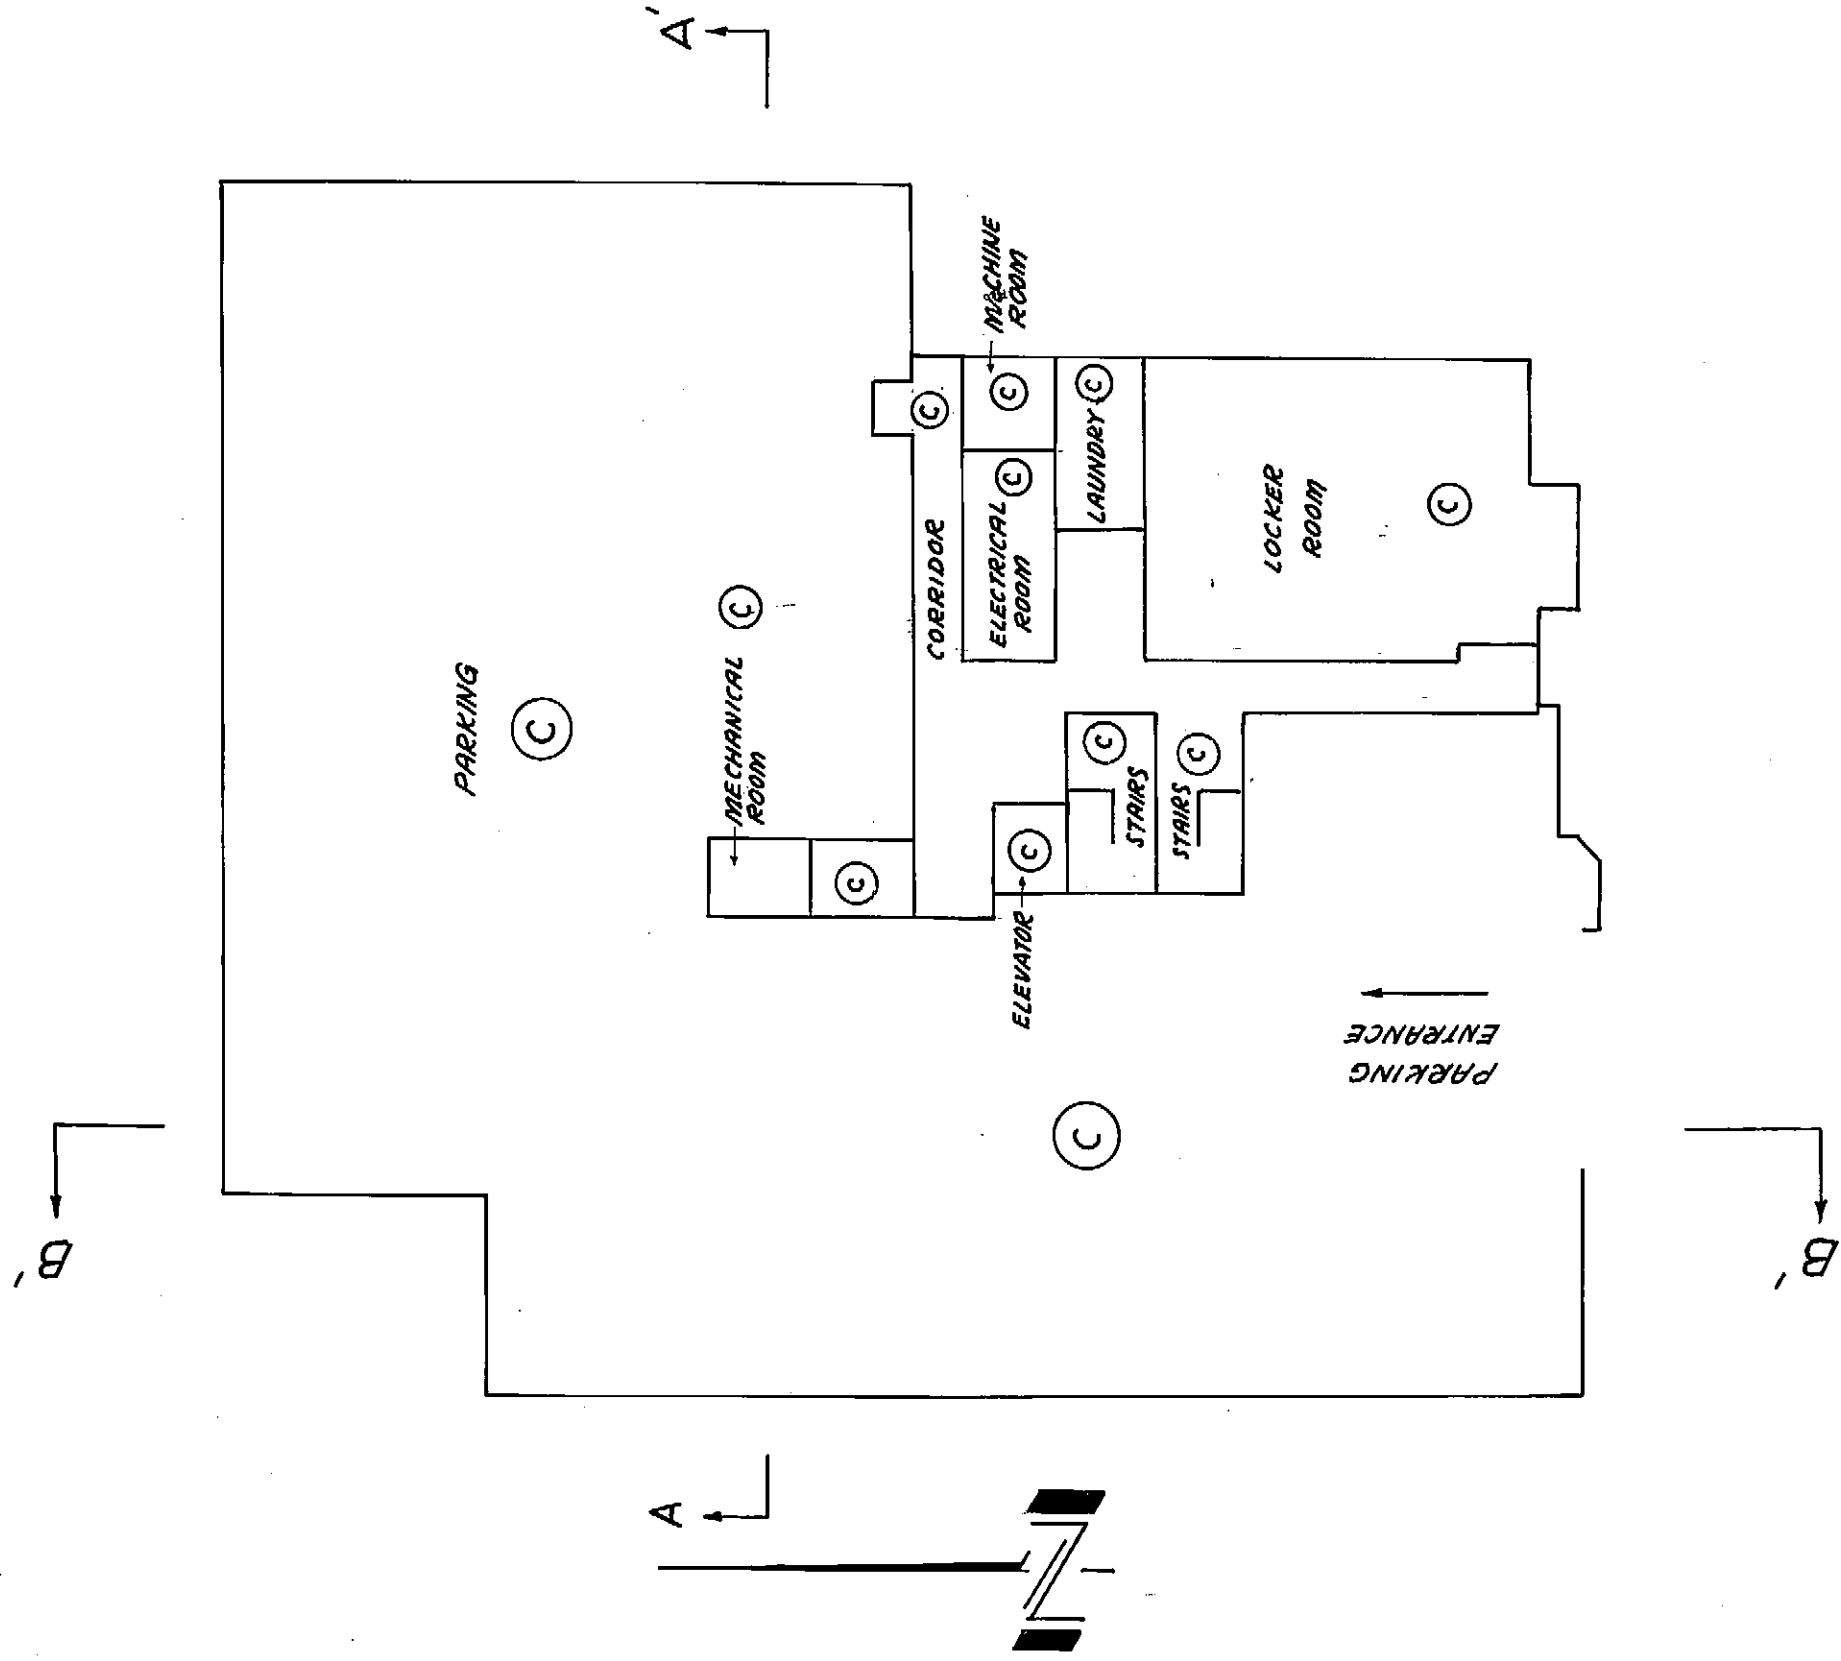 A'
PARKING
C
MECHANICAL
ROOM
C
C
CORRIDOR
C
MACHINE
ROOM
C
ELECTRICAL
ROOM
C
LAUNDRY
C
LOCKER
ROOM
C
ELEVATOR
C
STAIRS
C
STAIRS
C
PARKING
ENTRANCE
C
B'
B'
A
N